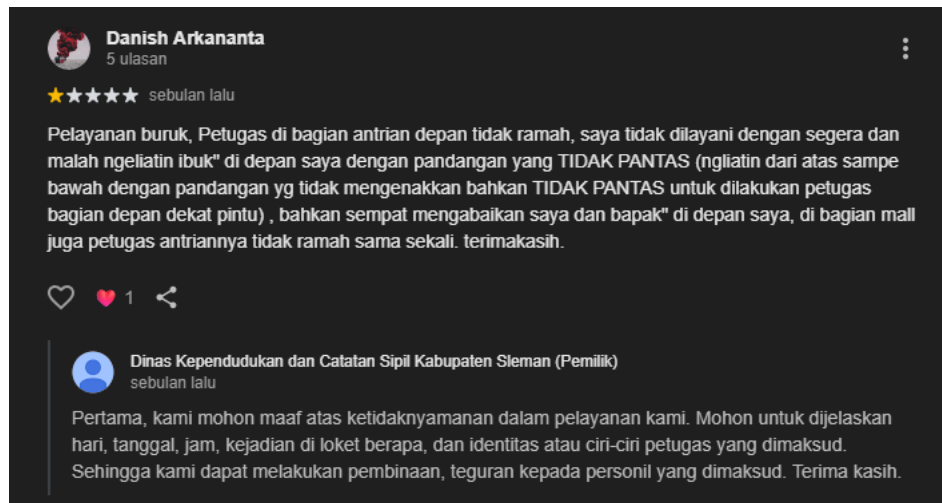 Danish Arkananta
5 ulasan
sebulan lalu
Pelayanan buruk, Petugas di bagian antrian depan tidak ramah, saya tidak dilayani dengan segera dan
malah ngeliatin ibuk" di depan saya dengan pandangan yang TIDAK PANTAS (ngliatin dari atas sampe
bawah dengan pandangan yg tidak mengenakkan bahkan TIDAK PANTAS untuk dilakukan petugas
bagian depan dekat pintu) , bahkan sempat mengabaikan saya dan bapak" di depan saya, di bagian mall
juga petugas antriannya tidak ramah sama sekali. terimakasih.
1
Dinas Kependudukan dan Catatan Sipil Kabupaten Sleman (Pemilik)
sebulan lalu
Pertama, kami mohon maaf atas ketidaknyamanan dalam pelayanan kami. Mohon untuk dijelaskan
hari, tanggal, jam, kejadian di loket berapa, dan identitas atau ciri-ciri petugas yang dimaksud.
Sehingga kami dapat melakukan pembinaan, teguran kepada personil yang dimaksud. Terima kasih.